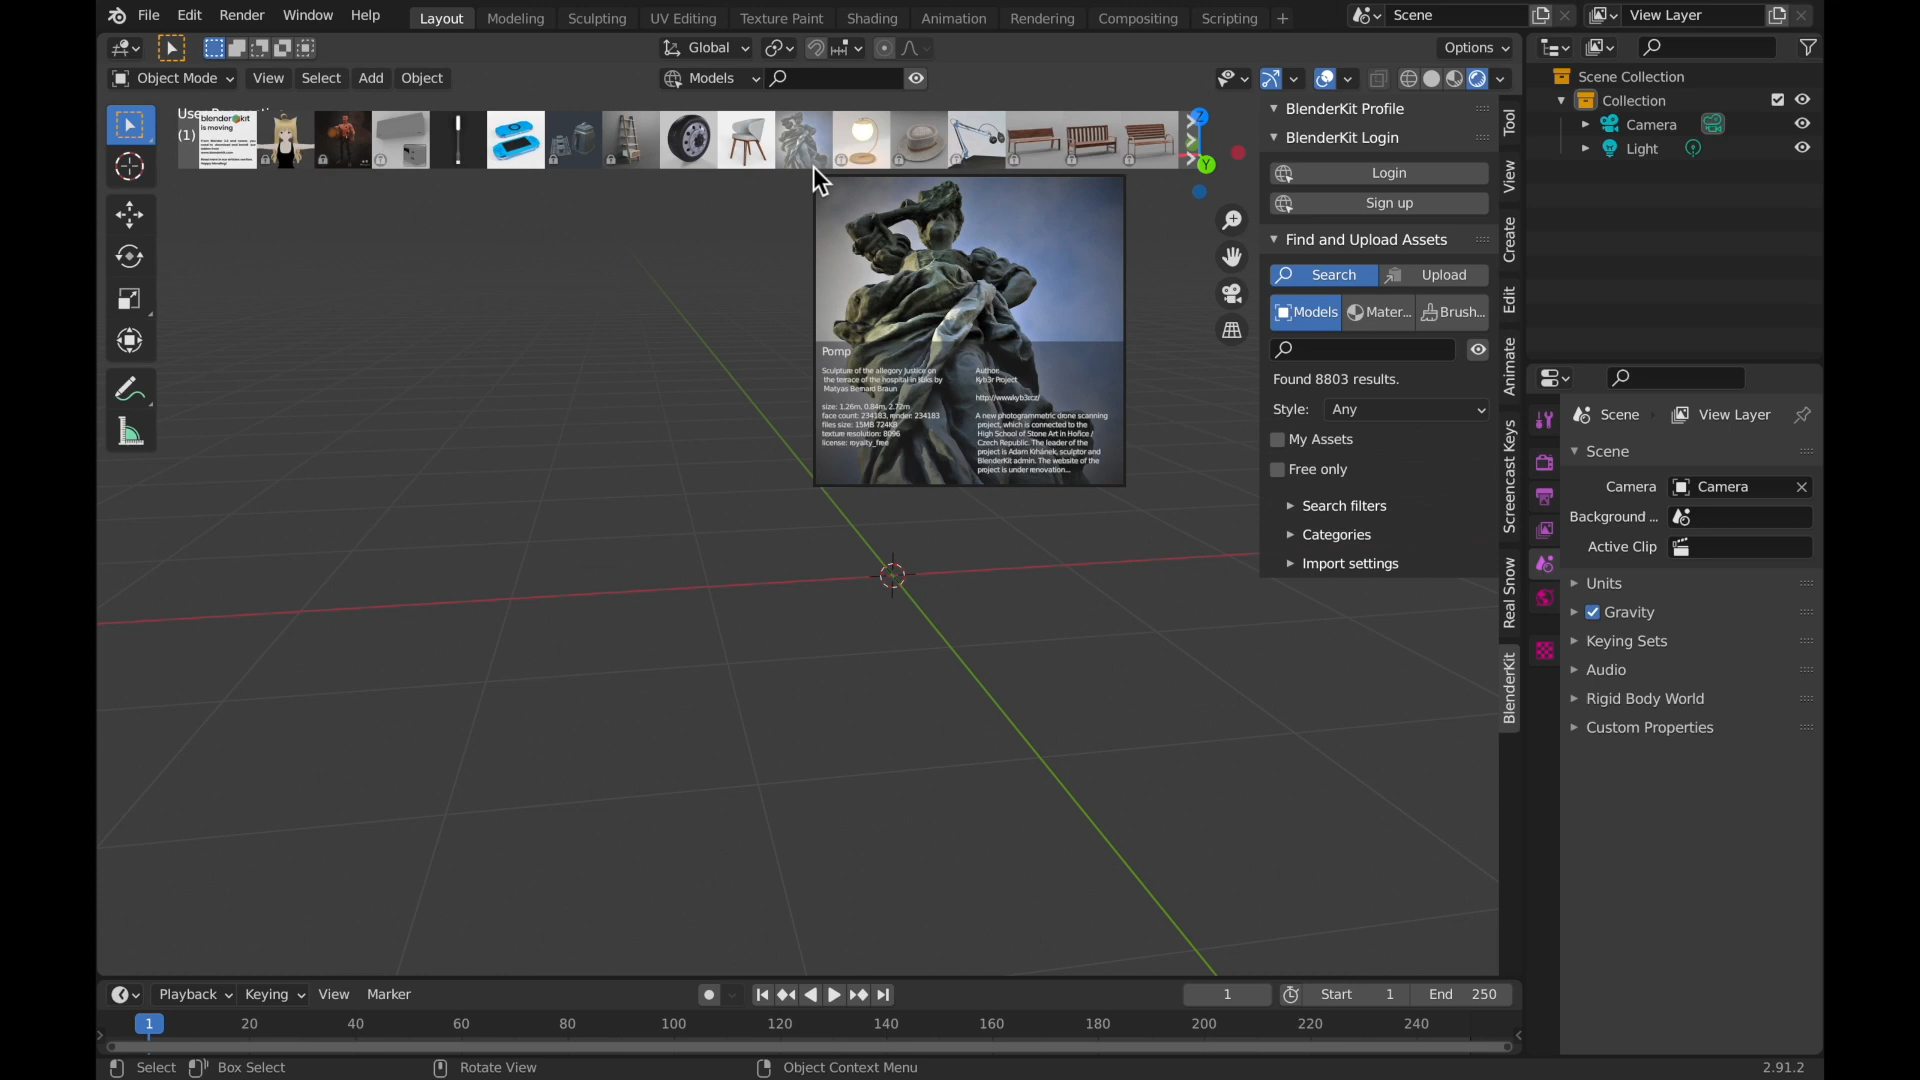 File Edit Render Window Help Layout Modeling Sculpting UV Editing Texture Paint Shading Animation Rendering Compositing Scripting + Scene View Layer
Global Options
Object Mode View Select Add Object Models
Scene Collection
Collection
Camera
Light
(1)
blenderkit
is moving
BlenderKit Profile
BlenderKit Login
Login
Sign up
Find and Upload Assets
Search Upload
Models Mater... Brush...
Found 8803 results.
Style: Any
My Assets
Free only
Search filters
Categories
Import settings
Z
Y
Tool
View
Create
Edit
Animate
Screencast Keys
Real Snow
BlenderKit
Pomp
Sculpture of the allegory Justice on
the terrace of the hospital in Kuks by
Matyas Bernard Braun
size: 1.26m, 0.84m, 2.72m
face count: 234183, render: 234183
files size: 15MB 724KB
texture resolution: 8096
license: royalty_free
Author:
Kyb3r Project
A new photogrammetric drone scanning
project, which is connected to the
High School of Stone Art in Hořice /
Czech Republic. The leader of the
project is Adam Krhánek, sculptor and
BlenderKit admin. The website of the
project is under renovation...
Scene View Layer
Scene
Camera Camera
Background ...
Active Clip
Units
Gravity
Keying Sets
Audio
Rigid Body World
Custom Properties
Playback Keying View Marker 1 Start 1 End 250
1 20 40 60 80 100 120 140 160 180 200 220 240
Select Box Select Rotate View Object Context Menu 2.91.2